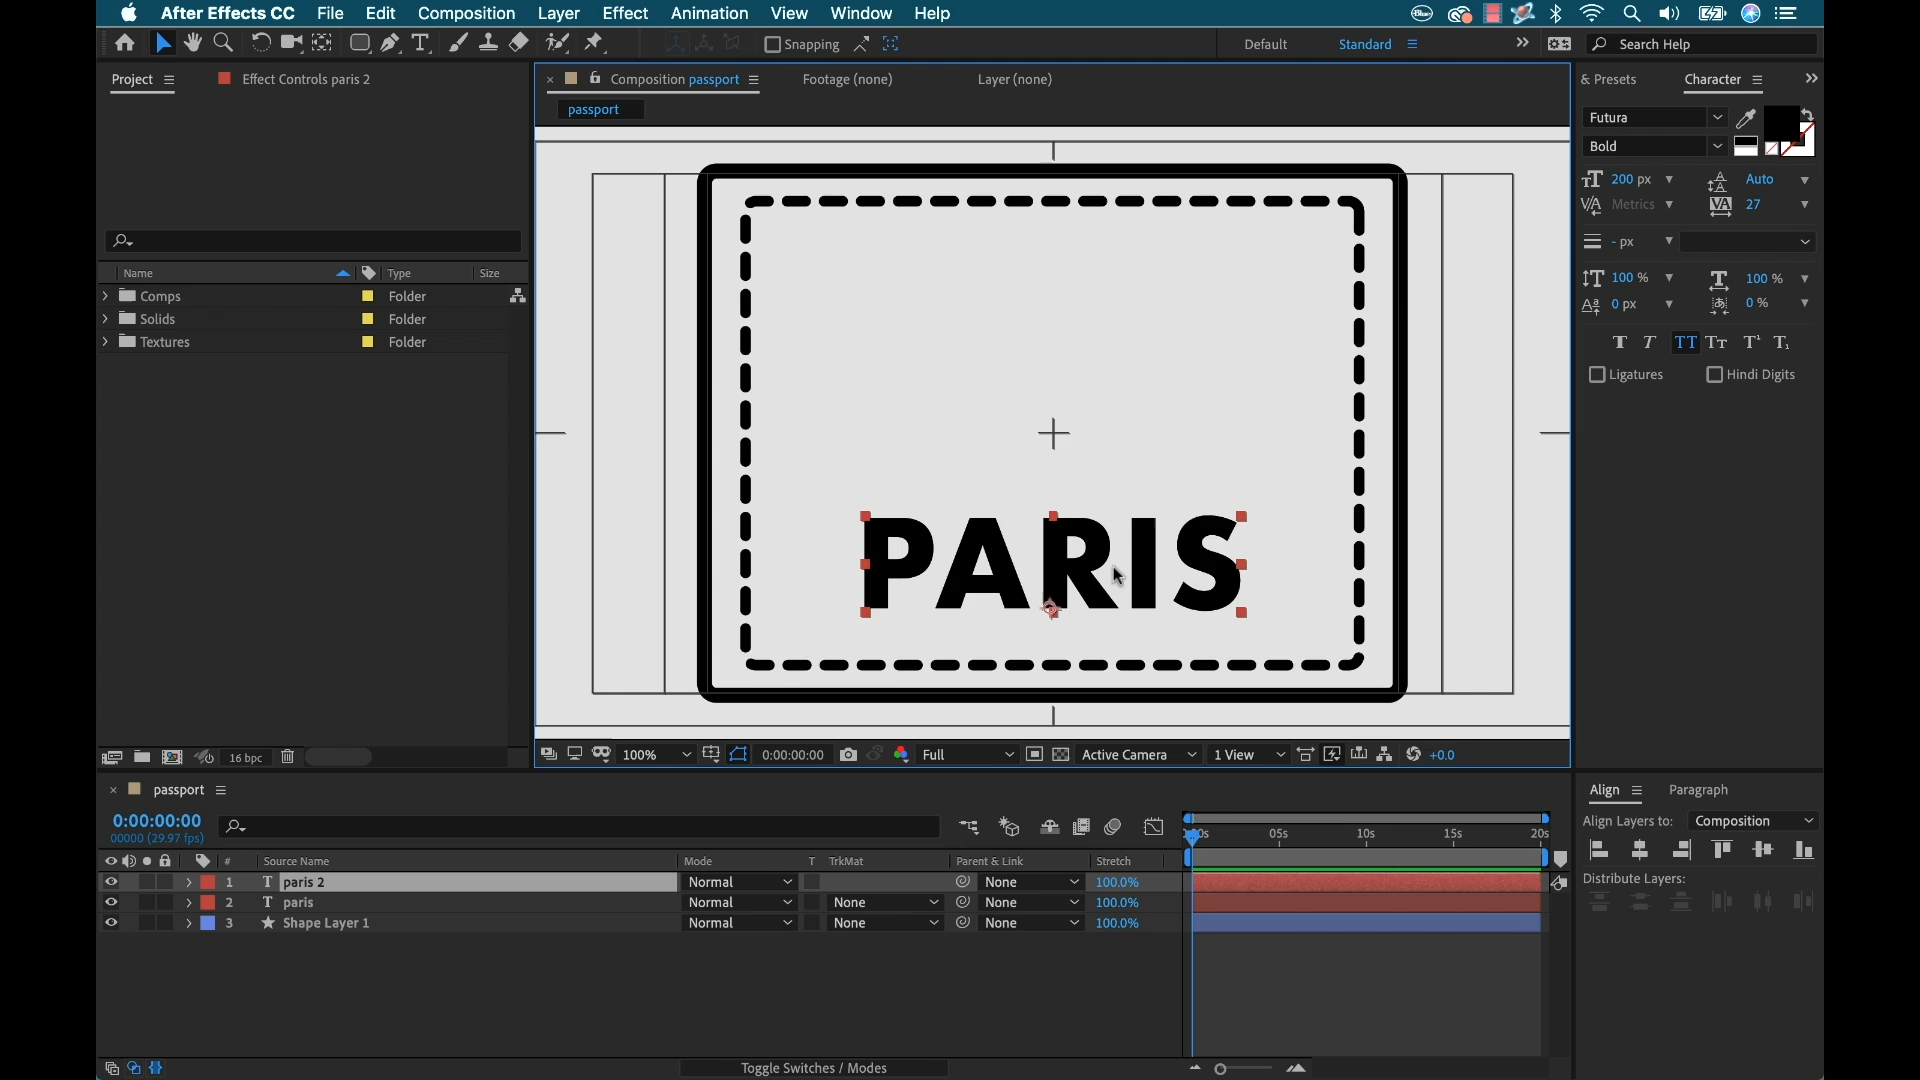 After Effects CC File Edit Composition Layer Effect Animation View Window Help
Snapping Default Standard Search Help
Project Effect Controls paris 2 Composition passport Footage (none) Layer (none) & Presets Character
passport
Futura
Bold
200 px Auto
Metrics 27
- px
100 % 100 %
0 px 0 %
Ligatures Hindi Digits
Name Type Size
Comps Folder
Solids Folder
Textures Folder
PARIS
16 bpc 100% 0:00:00:00 Full Active Camera 1 View +0.0
passport
0:00:00:00
00000 (29.97 fps)
05s 10s 15s 20s
# Source Name Mode T TrkMat Parent & Link Stretch
1 paris 2 Normal None 100.0%
2 paris Normal None None 100.0%
3 Shape Layer 1 Normal None None 100.0%
Align Paragraph
Align Layers to: Composition
Distribute Layers:
Toggle Switches / Modes